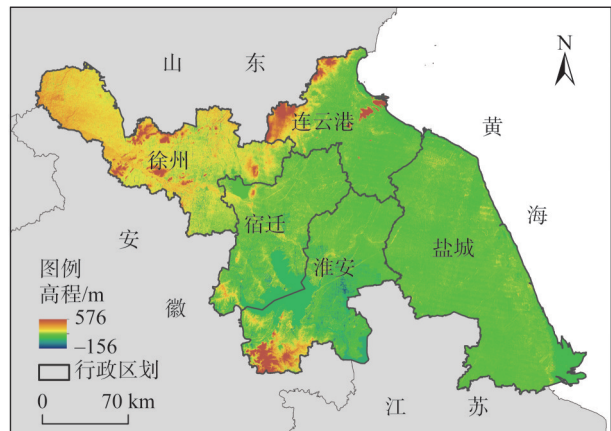 山 东
N
连云港
黄
徐州
海
宿迁
安
淮安
盐城
徽
图例
高程/m
576
-156
行政区划
0 70 km
江 苏